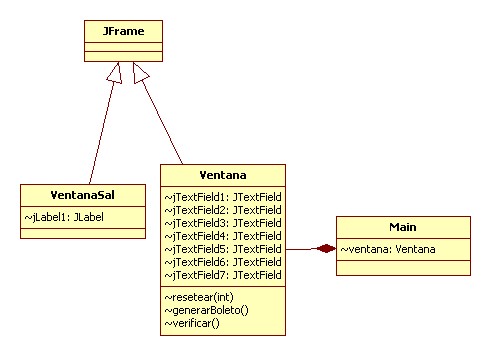 JFrame
VentanaSal
~jLabel1: JLabel
Ventana
~jTextField1: JTextField
~jTextField2: JTextField
~jTextField3: JTextField
~jTextField4: JTextField
~jTextField5: JTextField
~jTextField6: JTextField
~jTextField7: JTextField
~resetear(int)
~generarBoleto()
~verificar()
Main
~ventana: Ventana